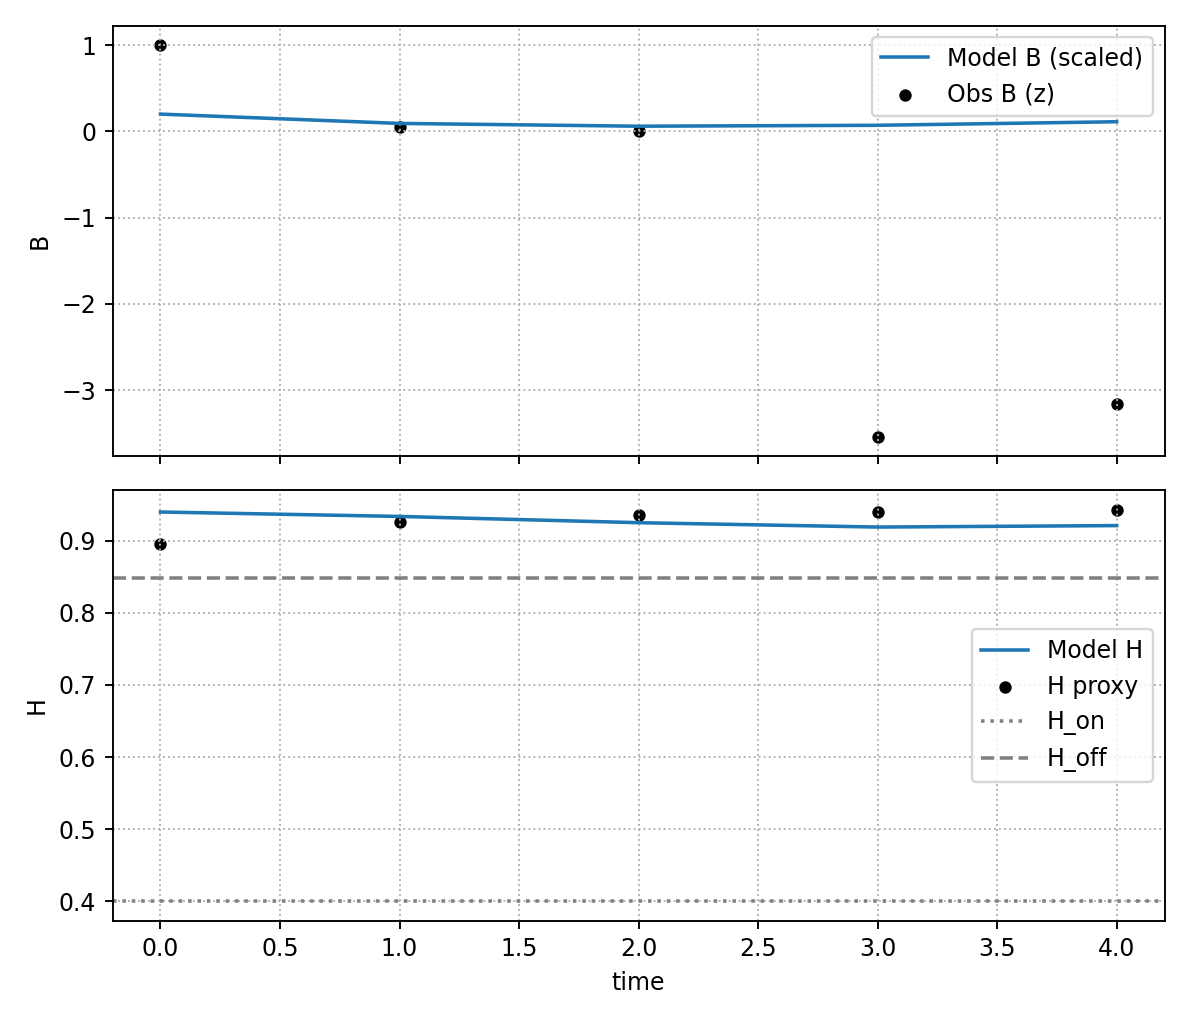 1
0
−1
−2
−3
B
Model B (scaled)
Obs B (z)
0.9
0.8
0.7
0.6
0.5
0.4
H
Model H
H proxy
H_on
H_off
0.0 0.5 1.0 1.5 2.0 2.5 3.0 3.5 4.0
time